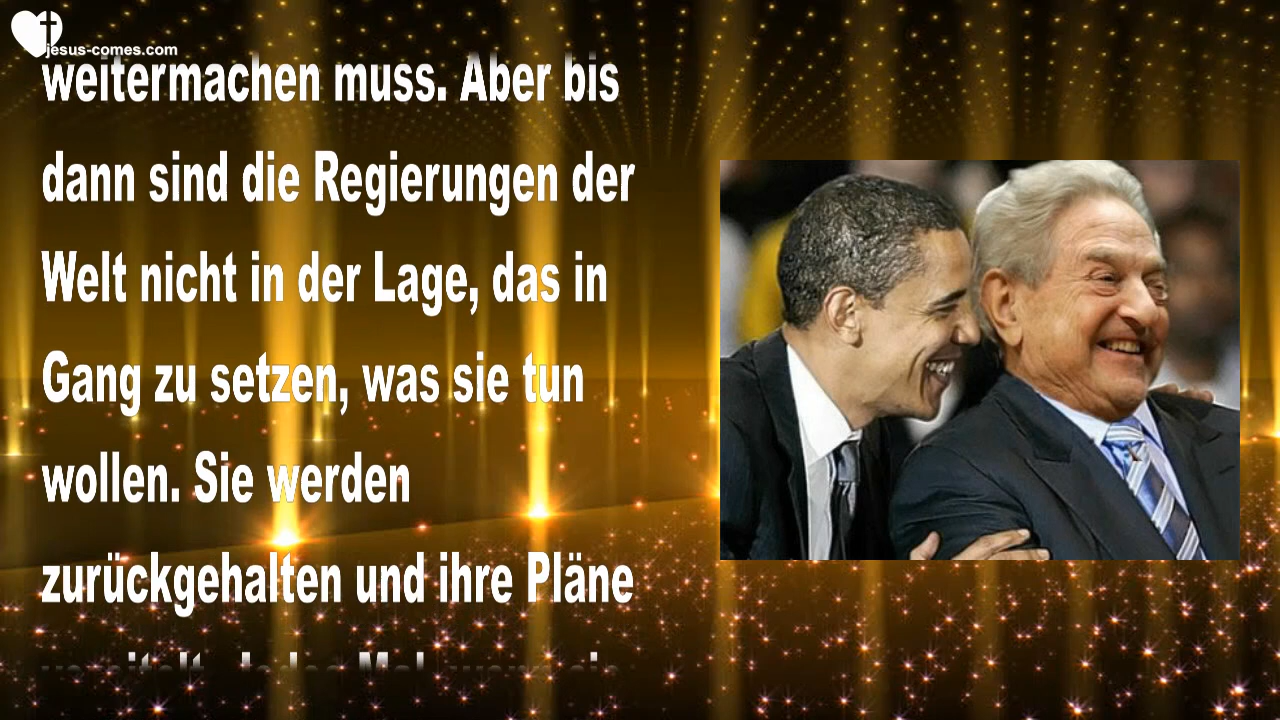 jesus-comes.com
weitermachen muss. Aber bis
dann sind die Regierungen der
Welt nicht in der Lage, das in
Gang zu setzen, was sie tun
wollen. Sie werden
zurückgehalten und ihre Pläne